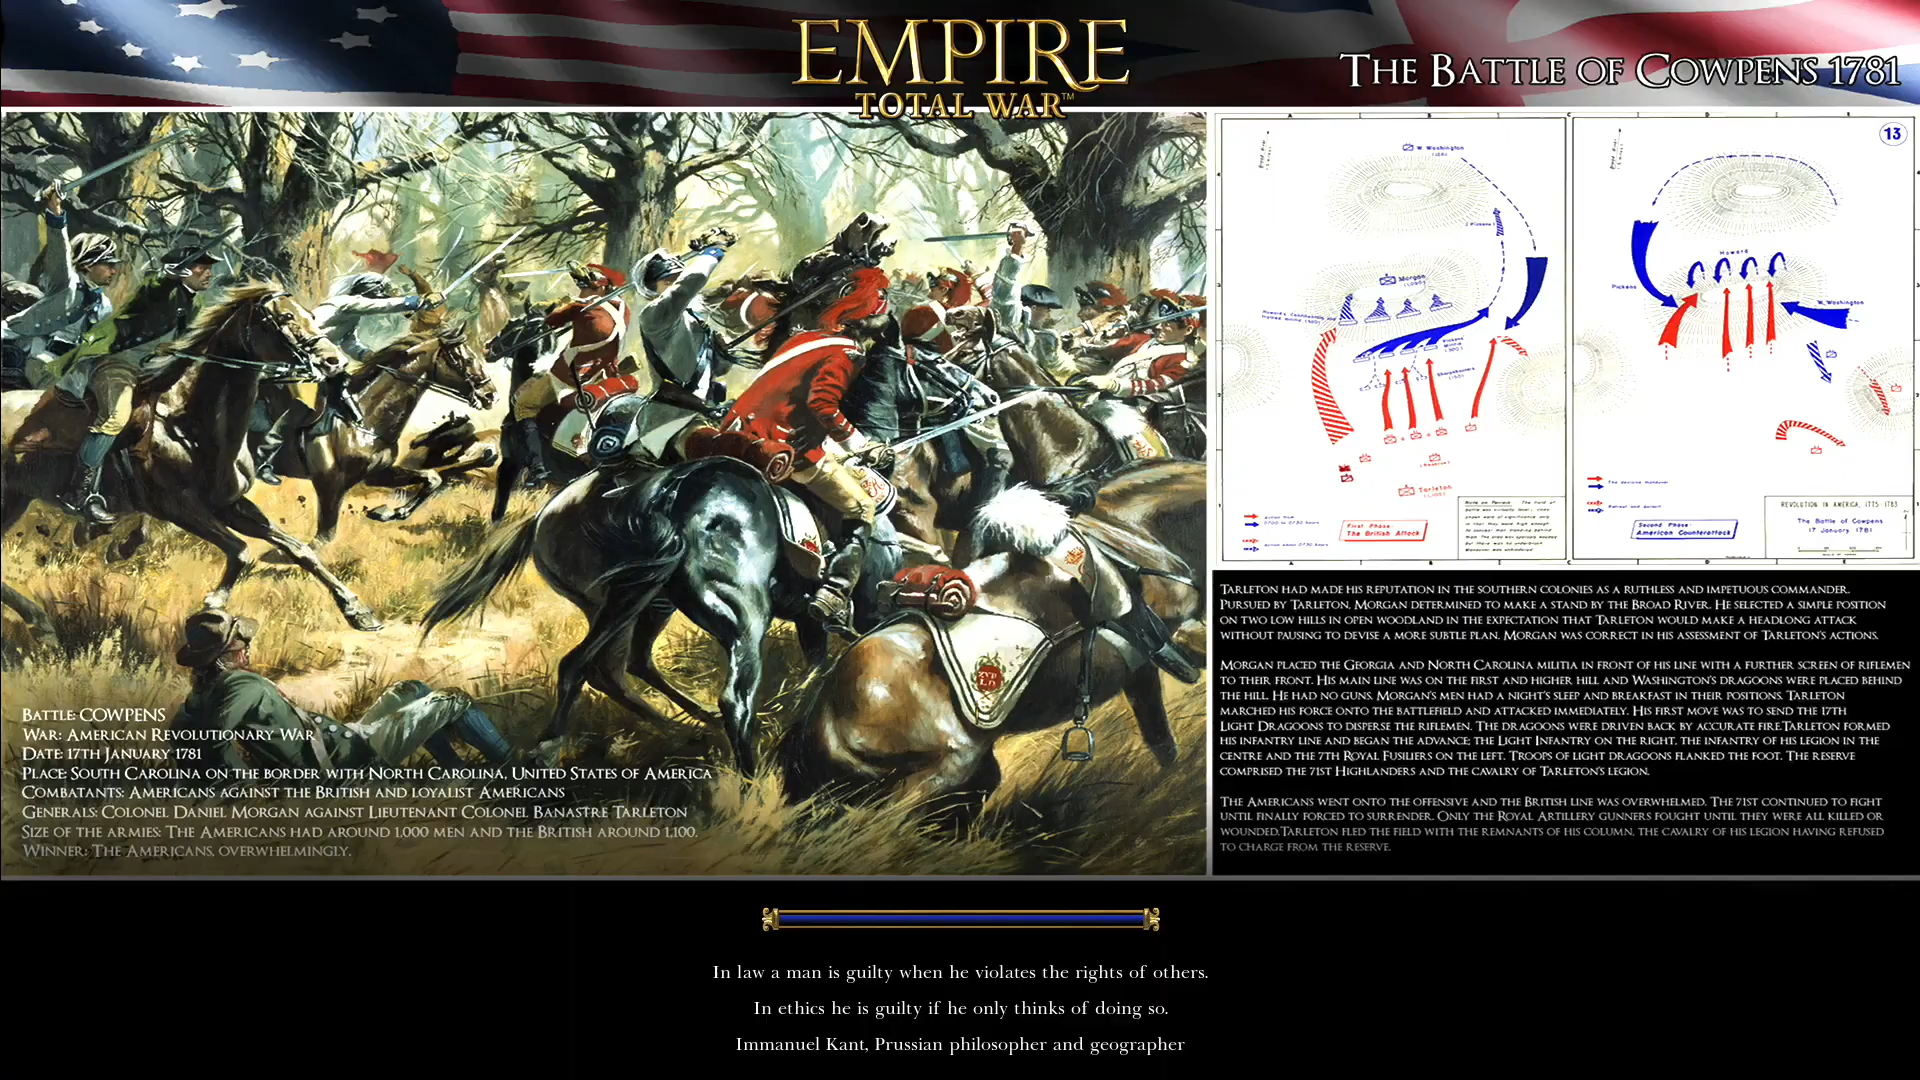 EMPIRE
TOTAL WAR™
The Battle of Cowpens 1781
W. Washington
Morgan
Howard
Pickens
W. Washington
Tarleton
13
First Phase:
The British Attack
The decisive maneuver
Retreat and pursuit
Second Phase:
American Counterattack
REVOLUTION IN AMERICA, 1775-1783
The Battle of Cowpens
17 January 1781
Battle: Cowpens
War: American Revolutionary War
Date: 17th January 1781
Place: South Carolina on the border with North Carolina, United States of America
Combatants: Americans against the British and loyalist Americans
Generals: Colonel Daniel Morgan against Lieutenant Colonel Banastre Tarleton
Size of the armies: The Americans had around 1,000 men and the British around 1,100.
Winner: The Americans, overwhelmingly.
Tarleton had made his reputation in the southern colonies as a ruthless and impetuous commander.
Pursued by Tarleton, Morgan determined to make a stand by the Broad River. He selected a simple position
on two low hills in open woodland in the expectation that Tarleton would make a headlong attack
without pausing to devise a more subtle plan. Morgan was correct in his assessment of Tarleton's actions.
Morgan placed the Georgia and North Carolina militia in front of his line with a further screen of riflemen
to their front. His main line was on the first and higher hill and Washington's dragoons were placed behind
the hill. He had no guns. Morgan's men had a night's sleep and breakfast in their positions. Tarleton
marched his force onto the battlefield and attacked immediately. His first move was to send the 17th
Light Dragoons to disperse the riflemen. The dragoons were driven back by accurate fire.Tarleton formed
his infantry line and began the advance; the Light Infantry on the right, the infantry of his legion in the
centre and the 7th Royal Fusiliers on the left. Troops of light dragoons flanked the foot. The reserve
comprised the 71st Highlanders and the cavalry of Tarleton's legion.
The Americans went onto the offensive and the British line was overwhelmed. The 71st continued to fight
until finally forced to surrender. Only the Royal Artillery gunners fought until they were all killed or
wounded.Tarleton fled the field with the remnants of his column, the cavalry of his legion having refused
to charge from the reserve.
In law a man is guilty when he violates the rights of others.
In ethics he is guilty if he only thinks of doing so.
Immanuel Kant, Prussian philosopher and geographer